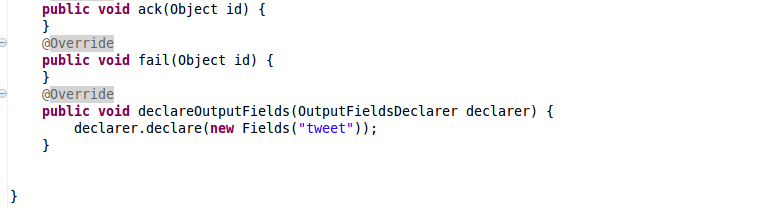 public void ack(Object id) {
}
@Override
public void fail(Object id) {
}
@Override
public void declareOutputFields(OutputFieldsDeclarer declarer) {
declarer.declare(new Fields("tweet"));
}
}